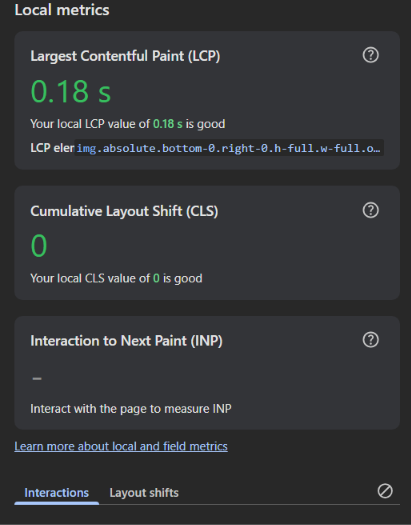 Local metrics
Largest Contentful Paint (LCP)
0.18 s
Your local LCP value of 0.18 s is good
LCP eler img.absolute.bottom-0.right-0.h-full.w-full.o…
Cumulative Layout Shift (CLS)
0
Your local CLS value of 0 is good
Interaction to Next Paint (INP)
-
Interact with the page to measure INP
Learn more about local and field metrics
Interactions Layout shifts